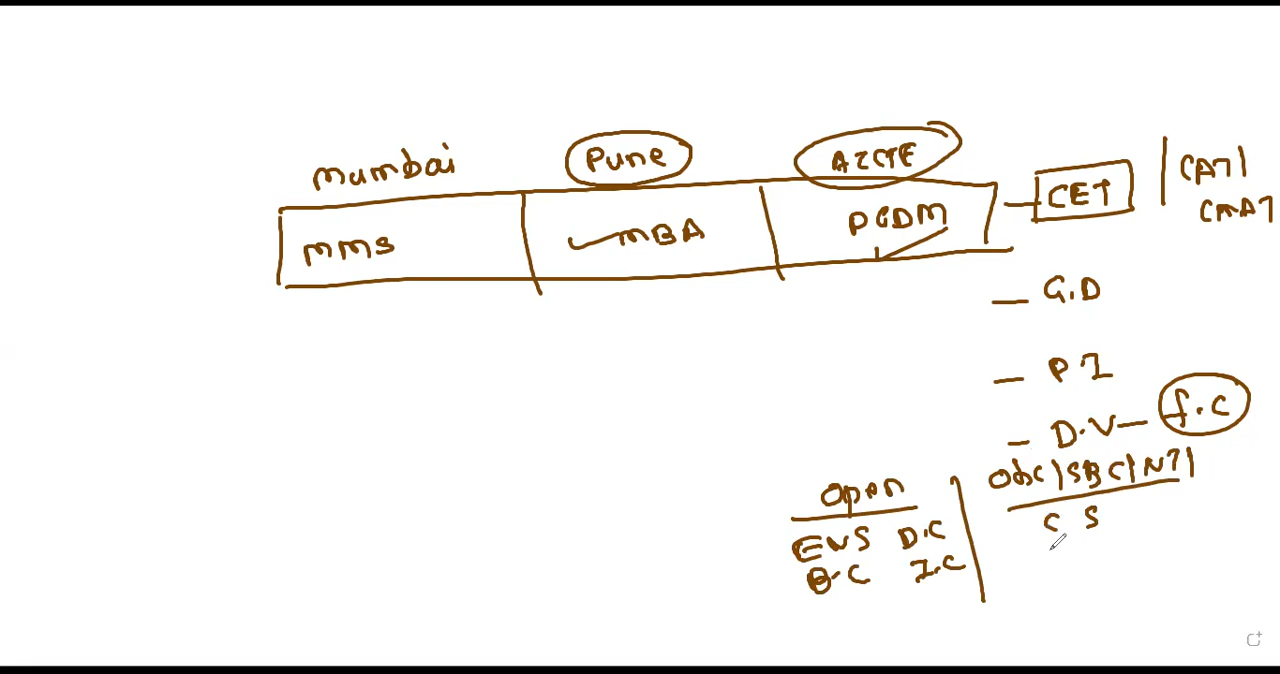 Mumbai Pune AICTE
MMS MBA PGDM
CET | CAT |
CMAT
G.D
P I
D.V - f.C
Open | obc | SBC | NT |
EWS D.C
B.C I.C
C S